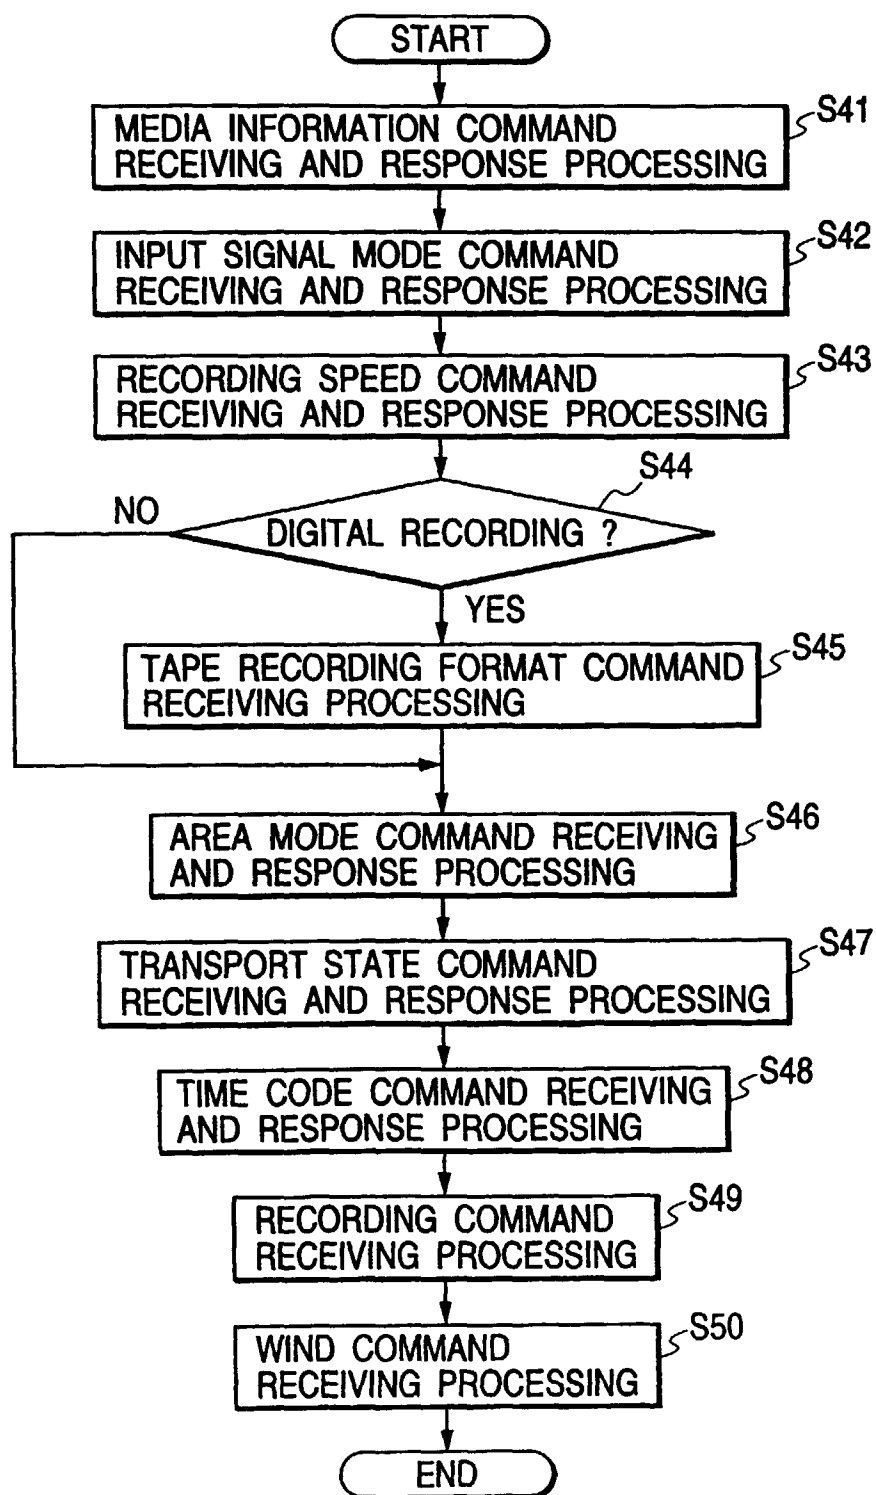 START
S41
MEDIA INFORMATION COMMAND
RECEIVING AND RESPONSE PROCESSING
S42
INPUT SIGNAL MODE COMMAND
RECEIVING AND RESPONSE PROCESSING
S43
RECORDING SPEED COMMAND
RECEIVING AND RESPONSE PROCESSING
S44
NO
DIGITAL RECORDING ?
YES
S45
TAPE RECORDING FORMAT COMMAND
RECEIVING PROCESSING
S46
AREA MODE COMMAND RECEIVING
AND RESPONSE PROCESSING
S47
TRANSPORT STATE COMMAND
RECEIVING AND RESPONSE PROCESSING
S48
TIME CODE COMMAND RECEIVING
AND RESPONSE PROCESSING
S49
RECORDING COMMAND
RECEIVING PROCESSING
S50
WIND COMMAND
RECEIVING PROCESSING
END